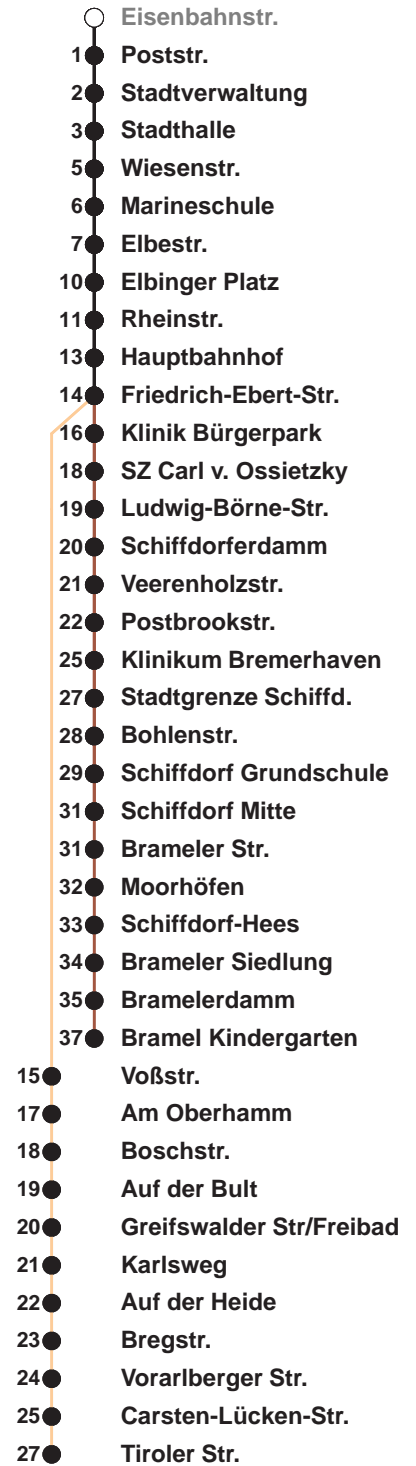 Eisenbahnstr.
1 Poststr.
2 Stadtverwaltung
3 Stadthalle
5 Wiesenstr.
6 Marineschule
7 Elbestr.
10 Elbinger Platz
11 Rheinstr.
13 Hauptbahnhof
14 Friedrich-Ebert-Str.
16 Klinik Bürgerpark
18 SZ Carl v. Ossietzky
19 Ludwig-Börne-Str.
20 Schiffdorferdamm
21 Veerenholzstr.
22 Postbrookstr.
25 Klinikum Bremerhaven
27 Stadtgrenze Schiffd.
28 Bohlenstr.
29 Schiffdorf Grundschule
31 Schiffdorf Mitte
31 Brameler Str.
32 Moorhöfen
33 Schiffdorf-Hees
34 Brameler Siedlung
35 Bramelerdamm
37 Bramel Kindergarten
15 Voßstr.
17 Am Oberhamm
18 Boschstr.
19 Auf der Bult
20 Greifswalder Str/Freibad
21 Karlsweg
22 Auf der Heide
23 Bregstr.
24 Vorarlberger Str.
25 Carsten-Lücken-Str.
27 Tiroler Str.